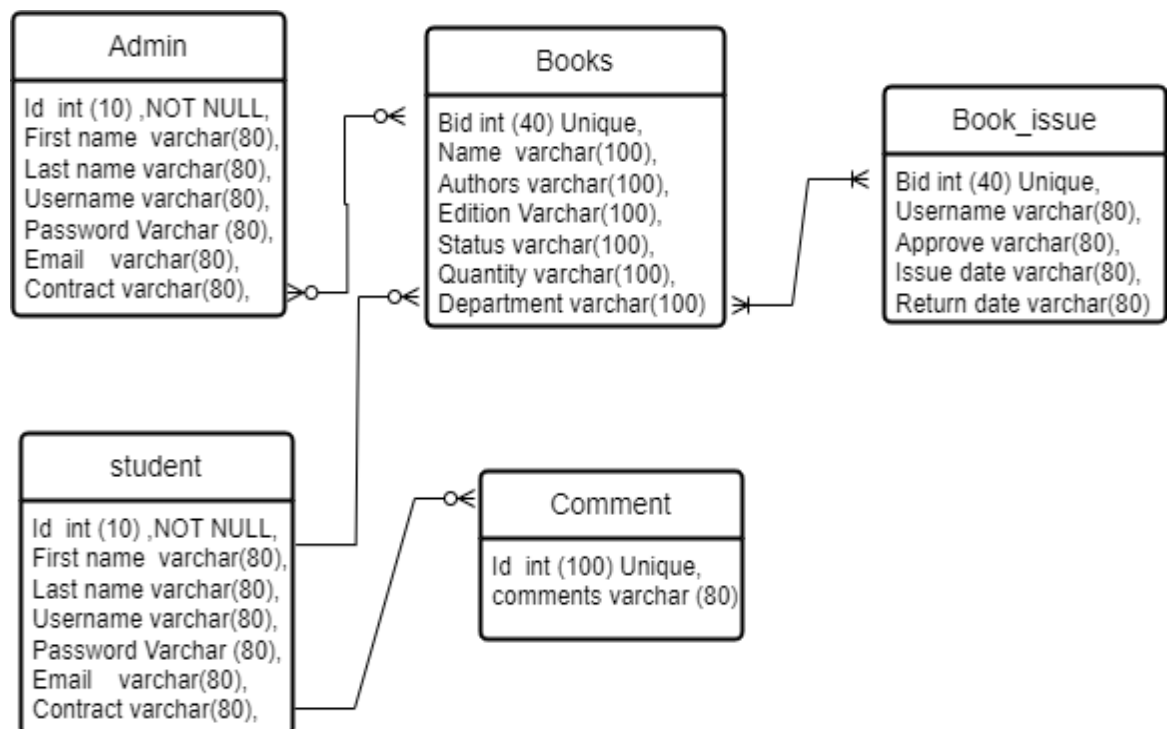 Admin
Id int (10) ,NOT NULL,
First name varchar(80),
Last name varchar(80),
Username varchar(80),
Password Varchar (80),
Email varchar(80),
Contract varchar(80),
Books
Bid int (40) Unique,
Name varchar(100),
Authors varchar(100),
Edition Varchar(100),
Status varchar(100),
Quantity varchar(100),
Department varchar(100)
Book_issue
Bid int (40) Unique,
Username varchar(80),
Approve varchar(80),
Issue date varchar(80),
Return date varchar(80)
student
Id int (10) ,NOT NULL,
First name varchar(80),
Last name varchar(80),
Username varchar(80),
Password Varchar (80),
Email varchar(80),
Contract varchar(80),
Comment
Id int (100) Unique,
comments varchar (80)